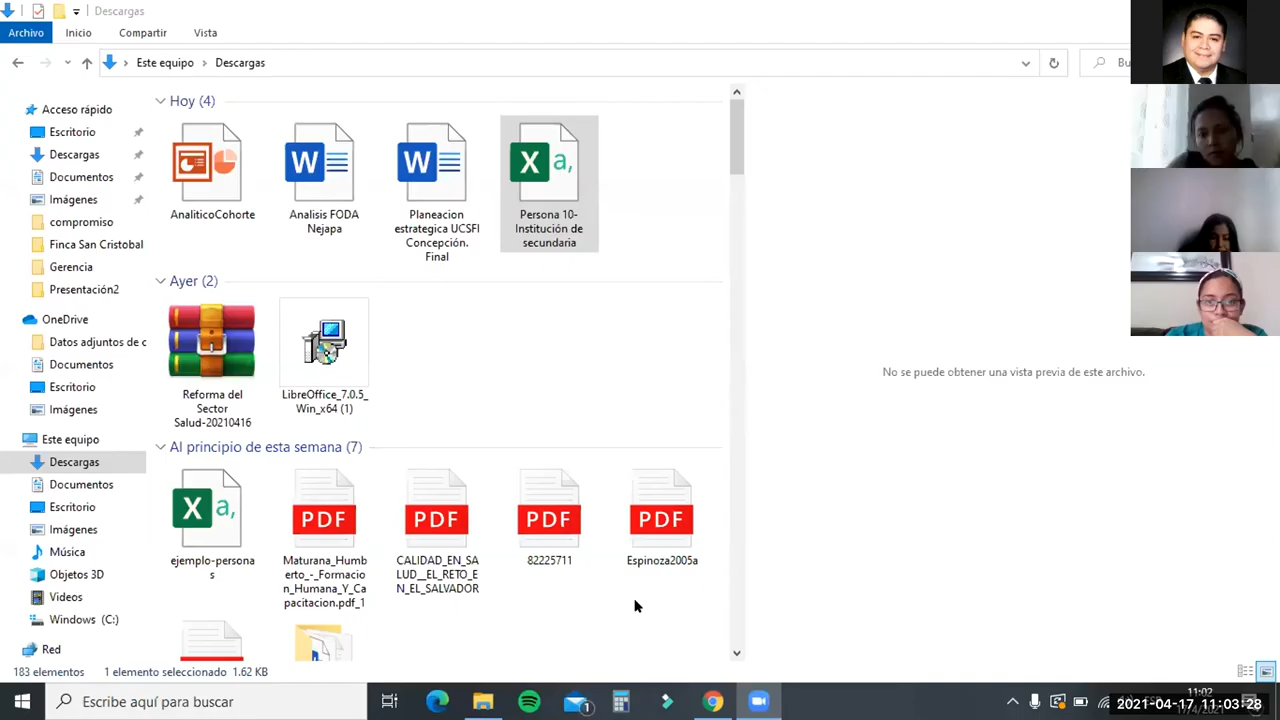 Descargas
Archivo
Inicio
Compartir
Vista
Este equipo
Descargas
Bu
Acceso rápido
Escritorio
Descargas
Documentos
Imágenes
compromiso
Finca San Cristobal
Gerencia
Presentación2
OneDrive
Datos adjuntos de c
Documentos
Escritorio
Imágenes
Este equipo
Descargas
Documentos
Escritorio
Imágenes
Música
Objetos 3D
Videos
Windows (C:)
Red
Hoy (4)
AnaliticoCohorte
Analisis FODA
Nejapa
Planeacion
estrategica UCSFI
Concepción.
Final
Persona 10-
Institución de
secundaria
Ayer (2)
Reforma del
Sector
Salud-20210416
LibreOffice_7.0.5_
Win_x64 (1)
Al principio de esta semana (7)
ejemplo-persona
s
PDF
Maturana_Humb
erto_-_Formacio
n_Humana_Y_Ca
pacitacion.pdf_1
PDF
CALIDAD_EN_SA
LUD__EL_RETO_E
N_EL_SALVADOR
PDF
82225711
PDF
Espinoza2005a
No se puede obtener una vista previa de este archivo.
183 elementos
1 elemento seleccionado 1.62 KB
Escribe aquí para buscar
1
11:02
2021-04-17, 11:03:28